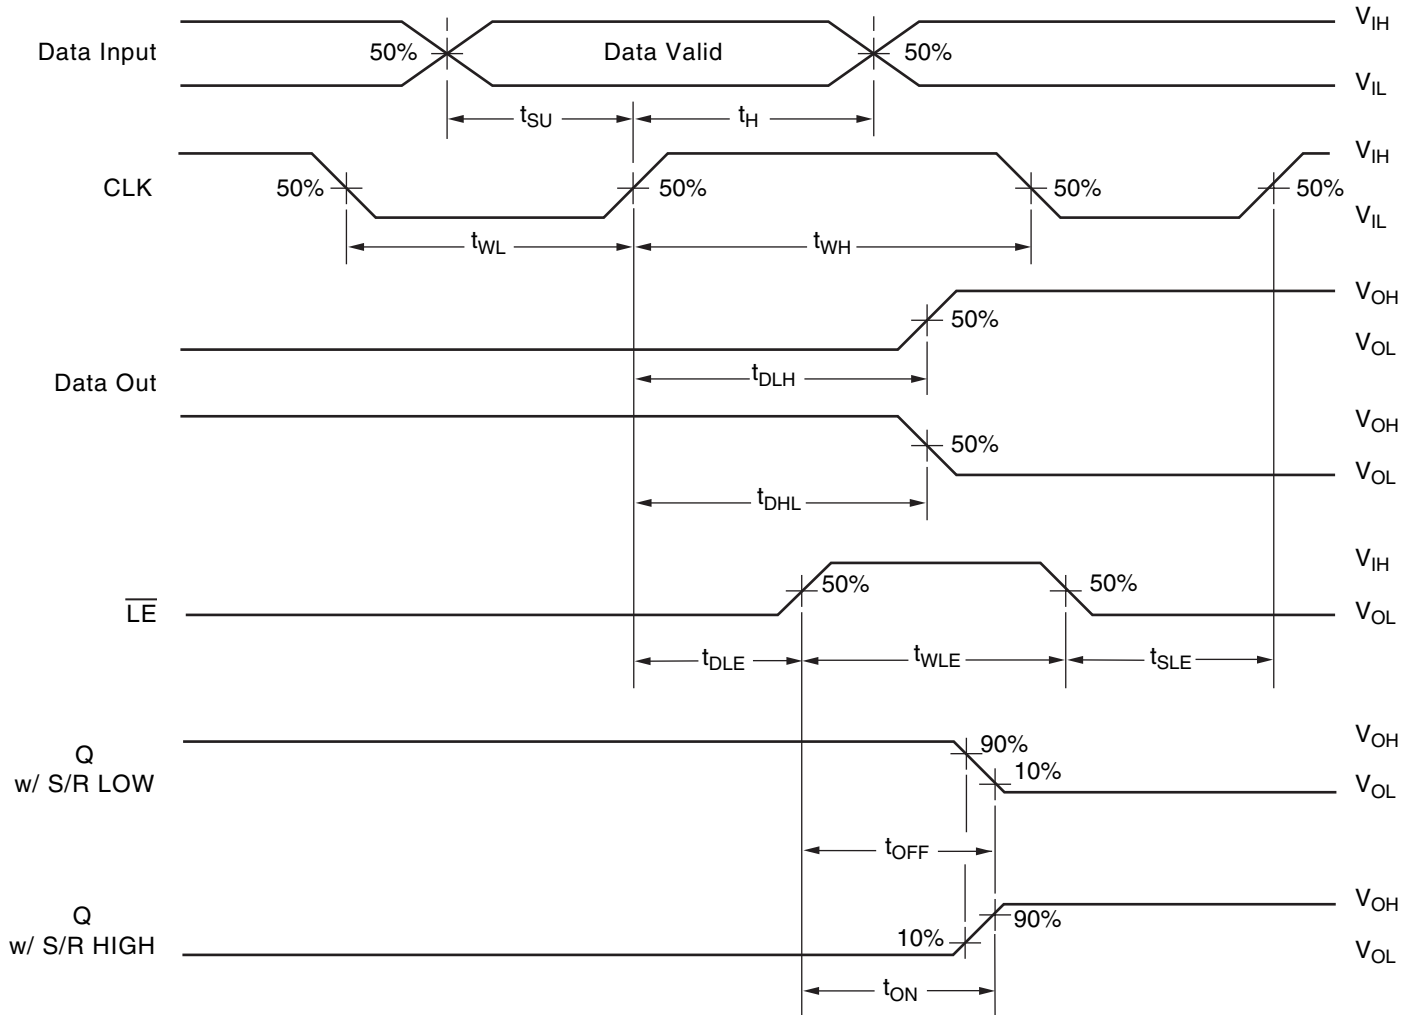 V_IH
Data Input 50% Data Valid 50%
V_IL
t_SU t_H
V_IH
CLK 50% 50% 50% 50%
V_IL
t_WL t_WH
V_OH
50%
V_OL
Data Out
t_DLH
V_OH
50%
V_OL
t_DHL
V_IH
50% 50%
L̅E̅
V_OL
t_DLE t_WLE t_SLE
V_OH
Q
90%
w/ S/R LOW
10%
V_OL
t_OFF
V_OH
Q
90%
w/ S/R HIGH
10%
V_OL
t_ON